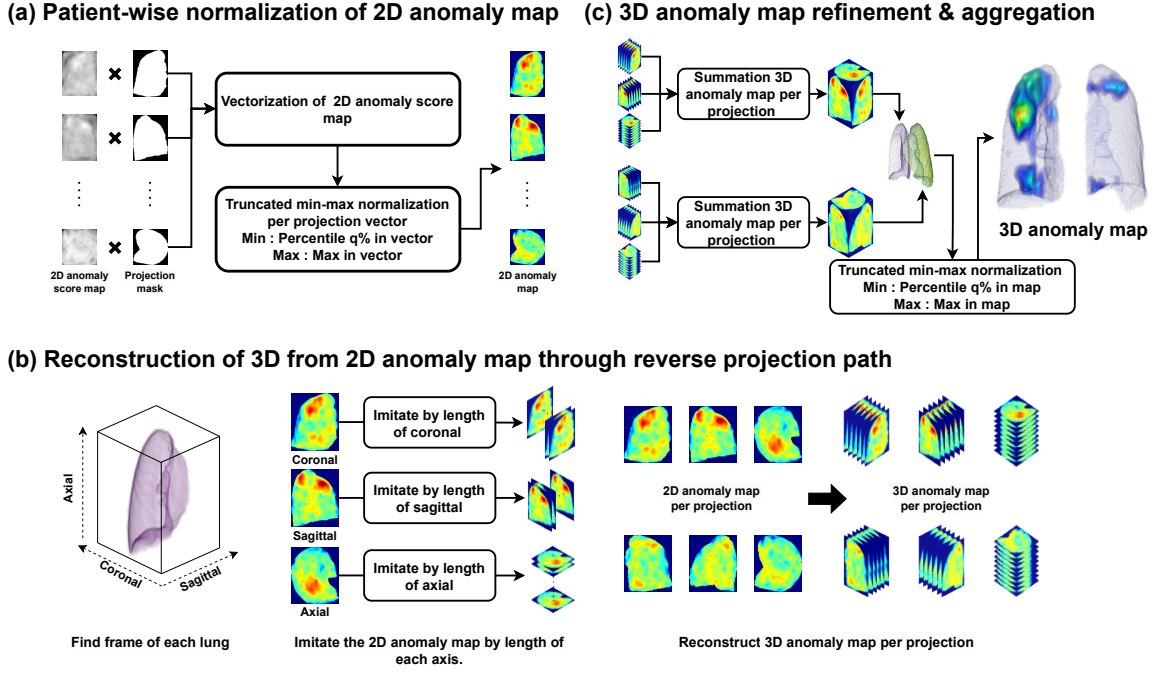 (a) Patient-wise normalization of 2D anomaly map
Vectorization of 2D anomaly score
map
Truncated min-max normalization
per projection vector
Min : Percentile q% in vector
Max : Max in vector
2D anomaly
score map
Projection
mask
2D anomaly
map
(c) 3D anomaly map refinement & aggregation
Summation 3D
anomaly map per
projection
Summation 3D
anomaly map per
projection
3D anomaly map
Truncated min-max normalization
Min : Percentile q% in map
Max : Max in map
(b) Reconstruction of 3D from 2D anomaly map through reverse projection path
Axial
Coronal
Sagittal
Find frame of each lung
Coronal
Imitate by length
of coronal
Sagittal
Imitate by length
of sagittal
Axial
Imitate by length
of axial
Imitate the 2D anomaly map by length of
each axis.
2D anomaly map
per projection
3D anomaly map
per projection
Reconstruct 3D anomaly map per projection